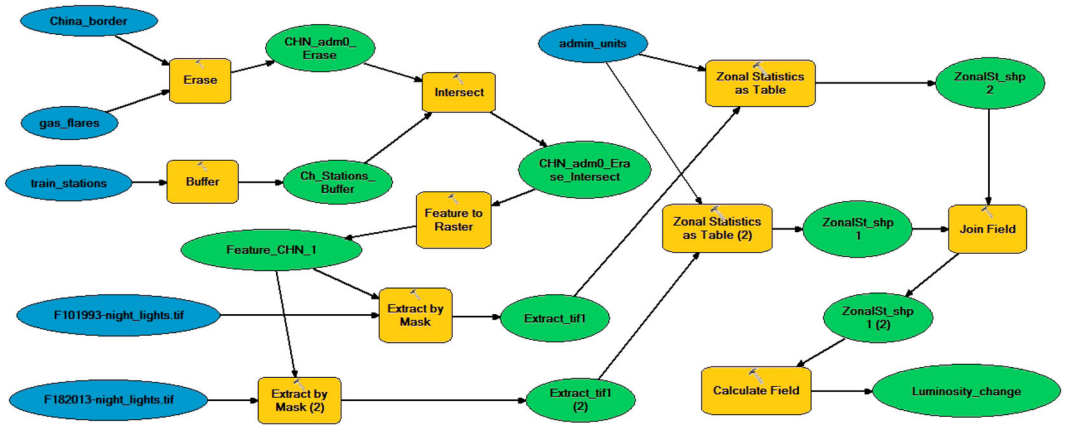 China_border
CHN_adm0_
Erase
admin_units
Erase
Zonal Statistics
as Table
ZonalSt_shp
2
Intersect
gas_flares
train_stations
Buffer
Ch_Stations_
Buffer
CHN_adm0_Era
se_Intersect
Feature to
Raster
Zonal Statistics
as Table (2)
ZonalSt_shp
1
Join Field
Feature_CHN_1
F101993-night_lights.tif
Extract by
Mask
Extract_tif1
ZonalSt_shp
1 (2)
F182013-night_lights.tif
Extract by
Mask (2)
Extract_tif1
(2)
Calculate Field
Luminosity_change